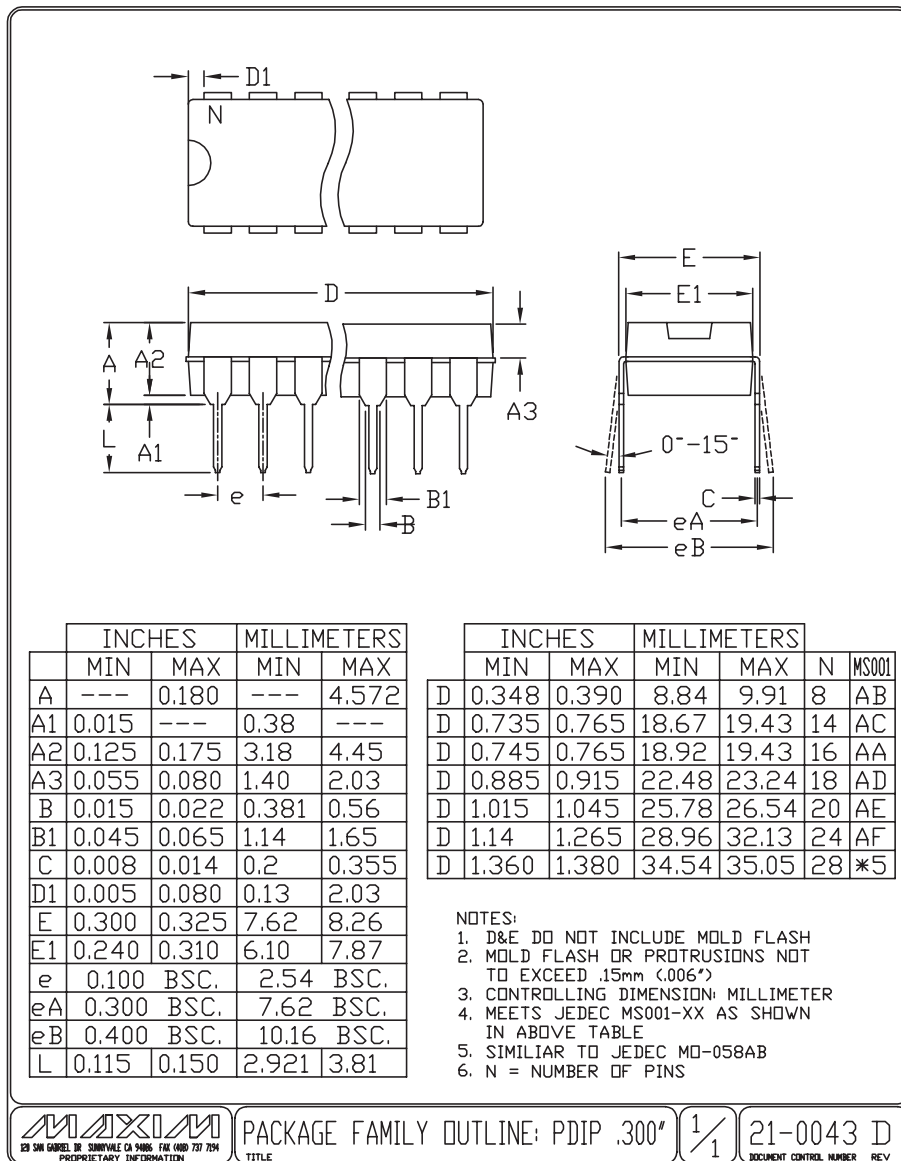 D1
N
D
E
E1
A
A2
A3
L
A1
0°-15°
e
B1
B
C
eA
eB
INCHES MILLIMETERS
MIN MAX MIN MAX
A --- 0.180 --- 4.572
A1 0.015 --- 0.38 ---
A2 0.125 0.175 3.18 4.45
A3 0.055 0.080 1.40 2.03
B 0.015 0.022 0.381 0.56
B1 0.045 0.065 1.14 1.65
C 0.008 0.014 0.2 0.355
D1 0.005 0.080 0.13 2.03
E 0.300 0.325 7.62 8.26
E1 0.240 0.310 6.10 7.87
e 0.100 BSC. 2.54 BSC.
eA 0.300 BSC. 7.62 BSC.
eB 0.400 BSC. 10.16 BSC.
L 0.115 0.150 2.921 3.81
INCHES MILLIMETERS
MIN MAX MIN MAX N MS001
D 0.348 0.390 8.84 9.91 8 AB
D 0.735 0.765 18.67 19.43 14 AC
D 0.745 0.765 18.92 19.43 16 AA
D 0.885 0.915 22.48 23.24 18 AD
D 1.015 1.045 25.78 26.54 20 AE
D 1.14 1.265 28.96 32.13 24 AF
D 1.360 1.380 34.54 35.05 28 *5
NOTES:
1. D&E DO NOT INCLUDE MOLD FLASH
2. MOLD FLASH OR PROTRUSIONS NOT
TO EXCEED .15mm (.006")
3. CONTROLLING DIMENSION: MILLIMETER
4. MEETS JEDEC MS001-XX AS SHOWN
IN ABOVE TABLE
5. SIMILIAR TO JEDEC MO-058AB
6. N = NUMBER OF PINS
MAXIM
120 SAN GABRIEL DR SUNNYVALE CA 94086 FAX (408) 737 7194
PROPRIETARY INFORMATION
PACKAGE FAMILY OUTLINE: PDIP .300"
TITLE
1/1
21-0043 D
DOCUMENT CONTROL NUMBER REV